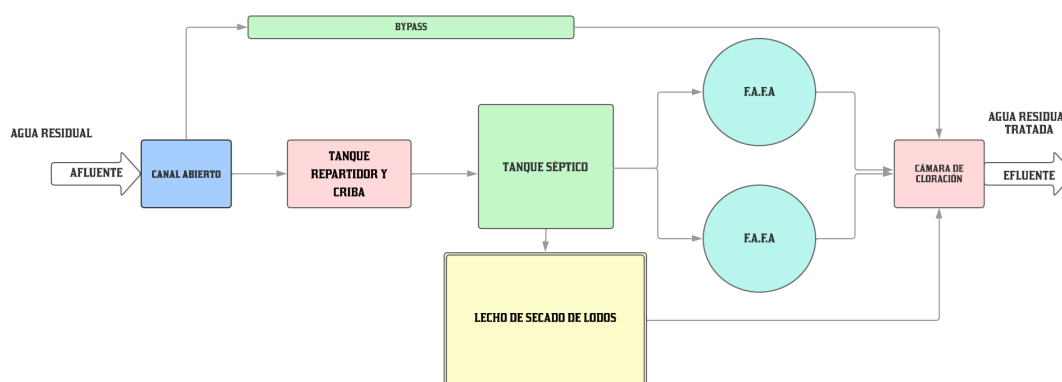 BYPASS
AGUA RESIDUAL
AFLUENTE
CANAL ABIERTO
TANQUE
REPARTIDOR Y
CRIBA
TANQUE SÉPTICO
F.A.F.A
F.A.F.A
LECHO DE SECADO DE LODOS
CÁMARA DE
CLORACIÓN
AGUA RESIDUAL
TRATADA
EFLUENTE